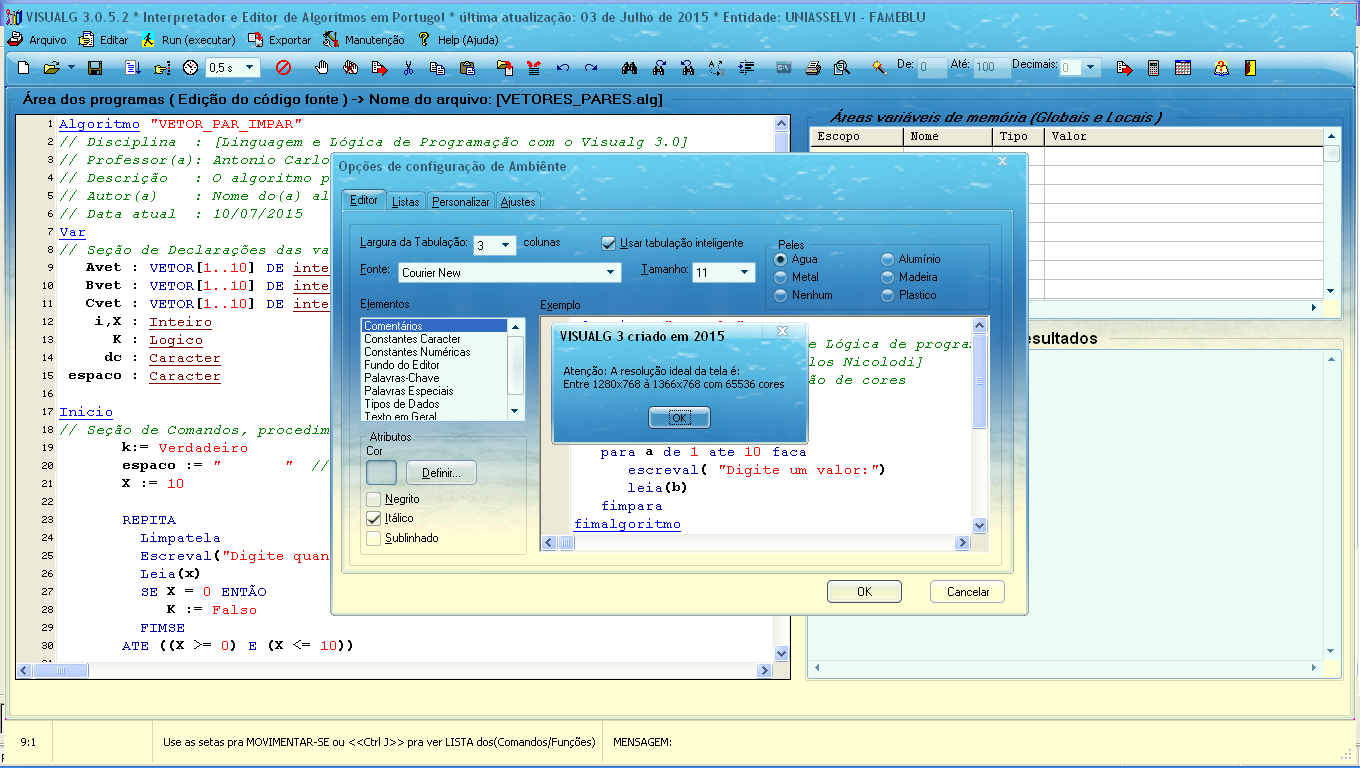 VISUALG 3.0.5.2 * Interpretador e Editor de Algoritmos em Portugol * última atualização: 03 de Julho de 2015 * Entidade: UNIASSELVI - FAMEBLU
Arquivo Editar Run (executar) Exportar Manutenção Help (Ajuda)
0,5 s De: 0 Até: 100 Decimais: 0
Área dos programas ( Edição do código fonte ) -> Nome do arquivo: [VETORES_PARES.alg]
1 Algoritmo "VETOR_PAR_IMPAR"
2 // Disciplina : [Linguagem e Lógica de Programação com o Visualg 3.0]
3 // Professor(a): Antonio Carlo
4 // Descrição : O algoritmo p
5 // Autor(a) : Nome do(a) al
6 // Data atual : 10/07/2015
7 Var
8 // Seção de Declarações das va
9 Avet : VETOR[1..10] DE inte
10 Bvet : VETOR[1..10] DE inte
11 Cvet : VETOR[1..10] DE inte
12 i,X : Inteiro
13 K : Logico
14 dc : Caracter
15 espaco : Caracter
16
17 Inicio
18 // Seção de Comandos, procedim
19 k:= Verdadeiro
20 espaco := " " //
21 X := 10
22
23 REPITA
24 Limpatela
25 Escreval("Digite quan
26 Leia(x)
27 SE X = 0 ENTÃO
28 K := Falso
29 FIMSE
30 ATE ((X >= 0) E (X <= 10))
Áreas variáveis de memória (Globais e Locais )
Escopo Nome Tipo Valor
esultados
Opções de configuração de Ambiênte
Editor Listas Personalizar Ajustes
Largura da Tabulação: 3 colunas
Usar tabulação inteligente
Fonte: Courier New
Tamanho: 11
Peles
Agua Alumínio
Metal Madeira
Nenhum Plastico
Elementos
Comentários
Constantes Caracter
Constantes Numéricas
Fundo do Editor
Palavras-Chave
Palavras Especiais
Tipos de Dados
Texto em Geral
Atributos
Cor
Definir...
Negrito
Itálico
Sublinhado
Exemplo
e Lógica de program
los Nicolodi]
ão de cores
para a de 1 ate 10 faca
escreval( "Digite um valor:")
leia(b)
fimpara
fimalgoritmo
VISUALG 3 criado em 2015
Atenção: A resolução ideal da tela é:
Entre 1280x768 à 1366x768 com 65536 cores
OK
OK Cancelar
9:1 Use as setas pra MOVIMENTAR-SE ou <<Ctrl J>> pra ver LISTA dos(Comandos/Funções) MENSAGEM: